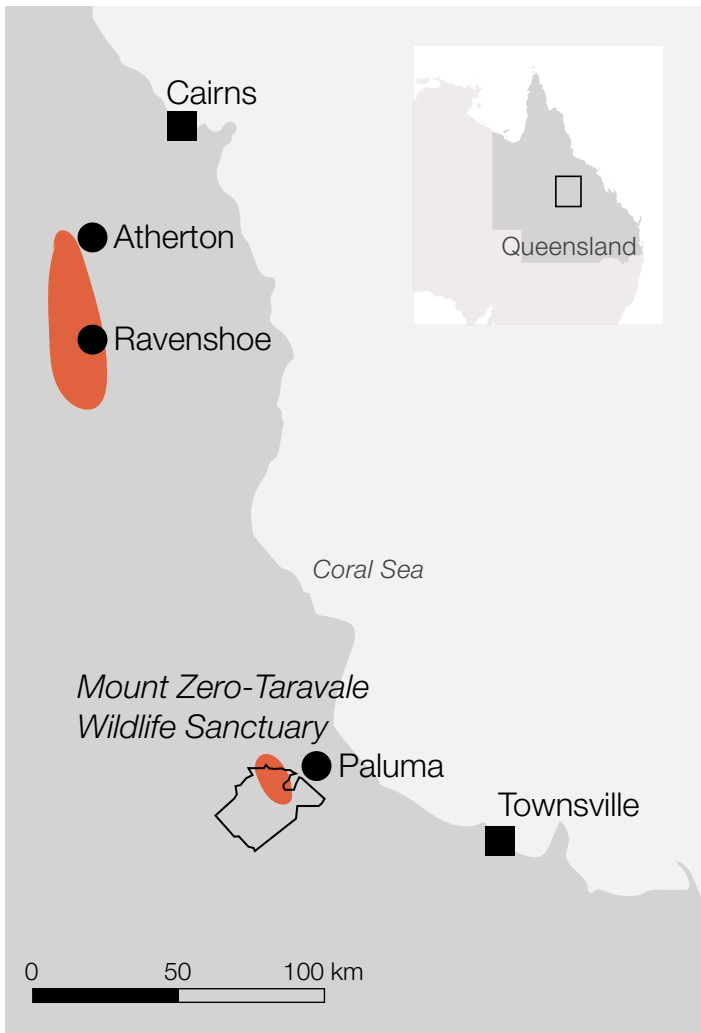 Cairns
Atherton
Queensland
Ravenshoe
Coral Sea
Mount Zero-Taravale
Wildlife Sanctuary
Paluma
Townsville
0 50 100 km